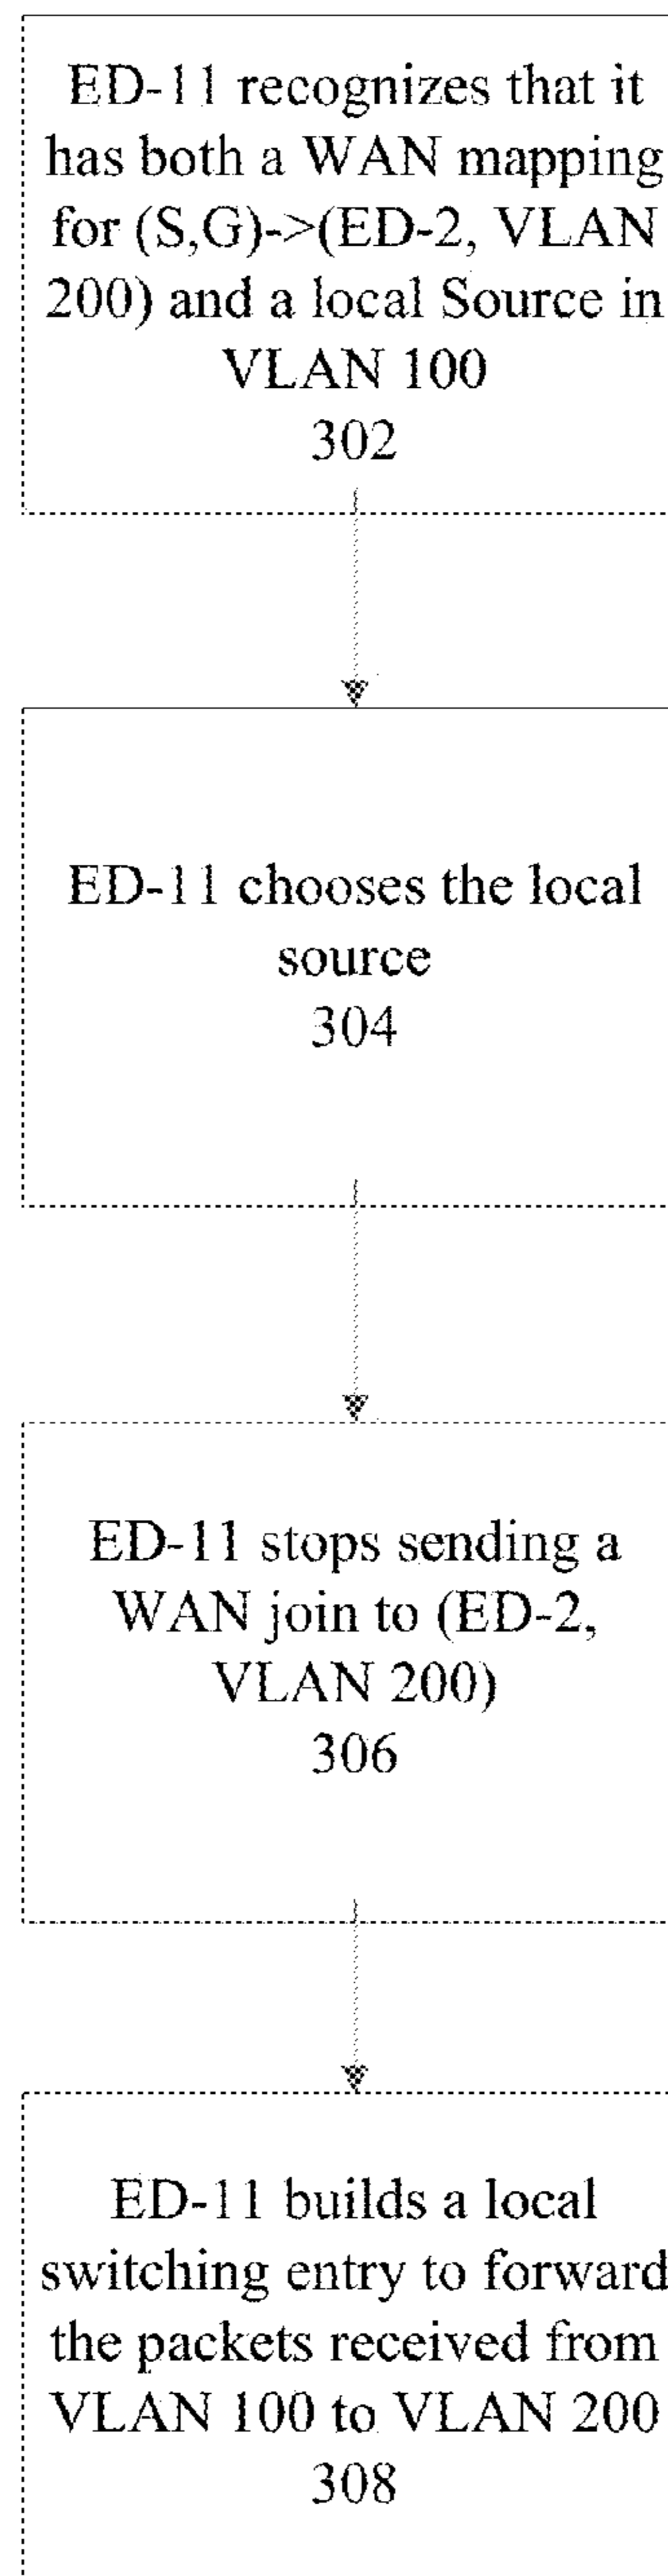 ED-11 recognizes that it
has both a WAN mapping
for (S,G)->(ED-2, VLAN
200) and a local Source in
VLAN 100
302
ED-11 chooses the local
source
304
ED-11 stops sending a
WAN join to (ED-2,
VLAN 200)
306
ED-11 builds a local
switching entry to forward
the packets received from
VLAN 100 to VLAN 200
308